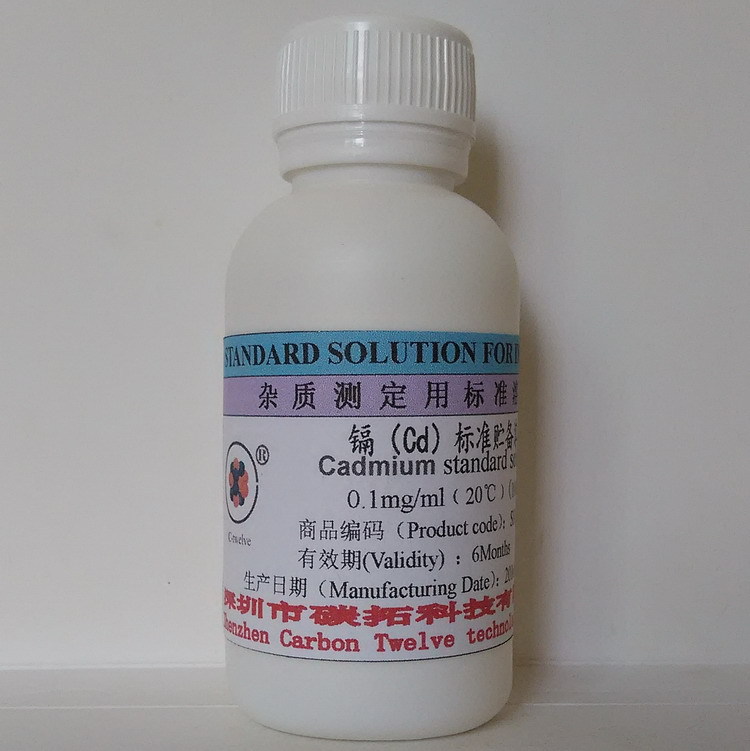 STANDARD SOLUTION FOR
杂质测定用标准
镉(Cd)标准贮备
Cadmium standard
0.1mg/ml(20℃)
®
C-twelve
商品编码(Product code):
有效期(Validity) : 6Months
生产日期(Manufacturing Date):
深圳市碳拓科技有
Shenzhen Carbon Twelve